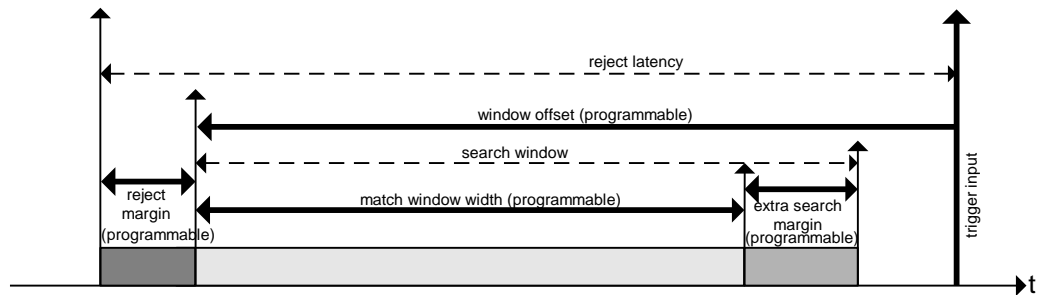 reject latency
window offset (programmable)
search window
reject
margin
(programmable)
match window width (programmable)
extra search
margin
(programmable)
trigger input
t